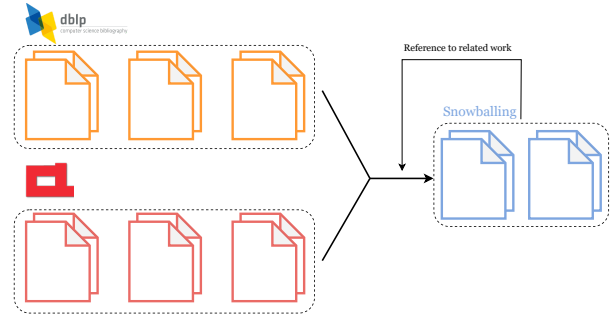 dblp
computer science bibliography
Reference to related work
Snowballing